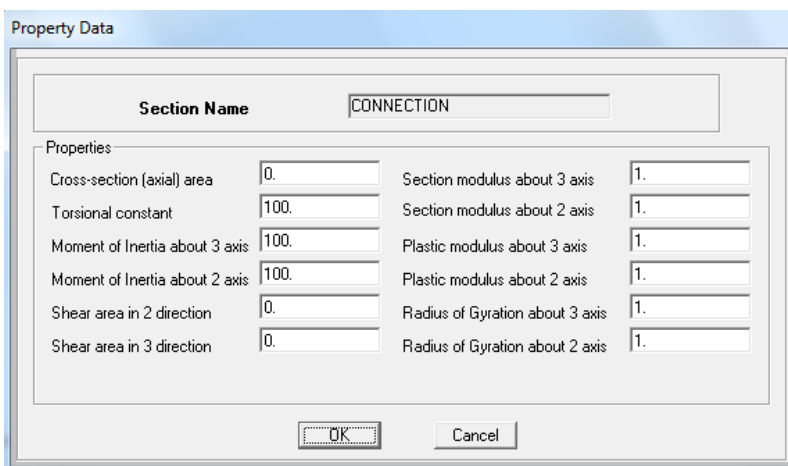 Property Data
Section Name CONNECTION
Properties
Cross-section (axial) area 0. Section modulus about 3 axis 1.
Torsional constant 100. Section modulus about 2 axis 1.
Moment of Inertia about 3 axis 100. Plastic modulus about 3 axis 1.
Moment of Inertia about 2 axis 100. Plastic modulus about 2 axis 1.
Shear area in 2 direction 0. Radius of Gyration about 3 axis 1.
Shear area in 3 direction 0. Radius of Gyration about 2 axis 1.
OK Cancel